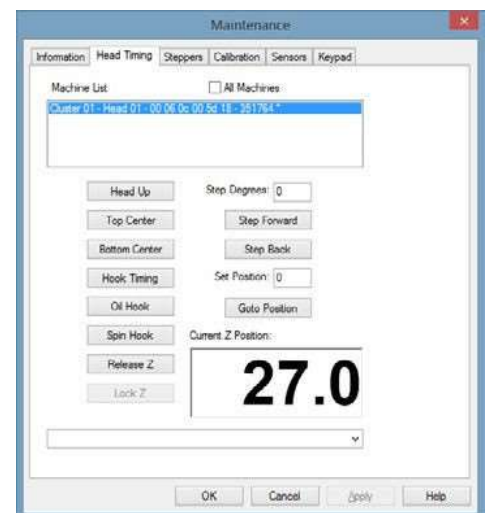 Maintenance
Information Head Timing Steppers Calibration Sensors Keypad
Machine List: All Machines
Cluster 01 - Head 01 - 00 06 0c 00 5d 18 - 351764 *
Head Up Step Degrees: 0
Top Center Step Forward
Bottom Center Step Back
Hook Timing Set Position: 0
Oil Hook Goto Position
Spin Hook Current Z Position:
Release Z
Lock Z
27.0
OK Cancel Apply Help